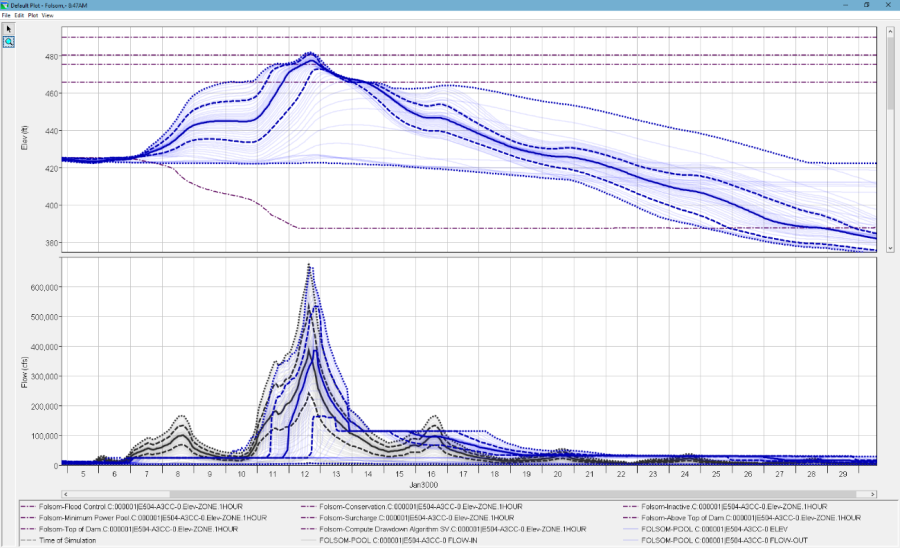 Default Plot - Folsom,- 8:47AM
File Edit Plot View
480
460
440
420
400
380
Elev (ft)
600,000
500,000
400,000
300,000
200,000
100,000
0
Flow (cfs)
5 6 7 8 9 10 11 12 13 14 15 16 17 18 19 20 21 22 23 24 25 26 27 28 29
Jan3000
Folsom-Flood Control.C:000001|E504-A3CC-0.Elev-ZONE.1HOUR Folsom-Conservation.C:000001|E504-A3CC-0.Elev-ZONE.1HOUR Folsom-Inactive.C:000001|E504-A3CC-0.Elev-ZONE.1HOUR
Folsom-Minimum Power Pool.C:000001|E504-A3CC-0.Elev-ZONE.1HOUR Folsom-Surcharge.C:000001|E504-A3CC-0.Elev-ZONE.1HOUR Folsom-Above Top of Dam.C:000001|E504-A3CC-0.Elev-ZONE.1HOUR
Folsom-Top of Dam.C:000001|E504-A3CC-0.Elev-ZONE.1HOUR Folsom-Compute Drawdown Algorithm SV.C:000001|E504-A3CC-0.Elev-ZONE.1HOUR FOLSOM-POOL C:000001|E504-A3CC-0 ELEV
Time of Simulation FOLSOM-POOL C:000001|E504-A3CC-0 FLOW-IN FOLSOM-POOL C:000001|E504-A3CC-0 FLOW-OUT